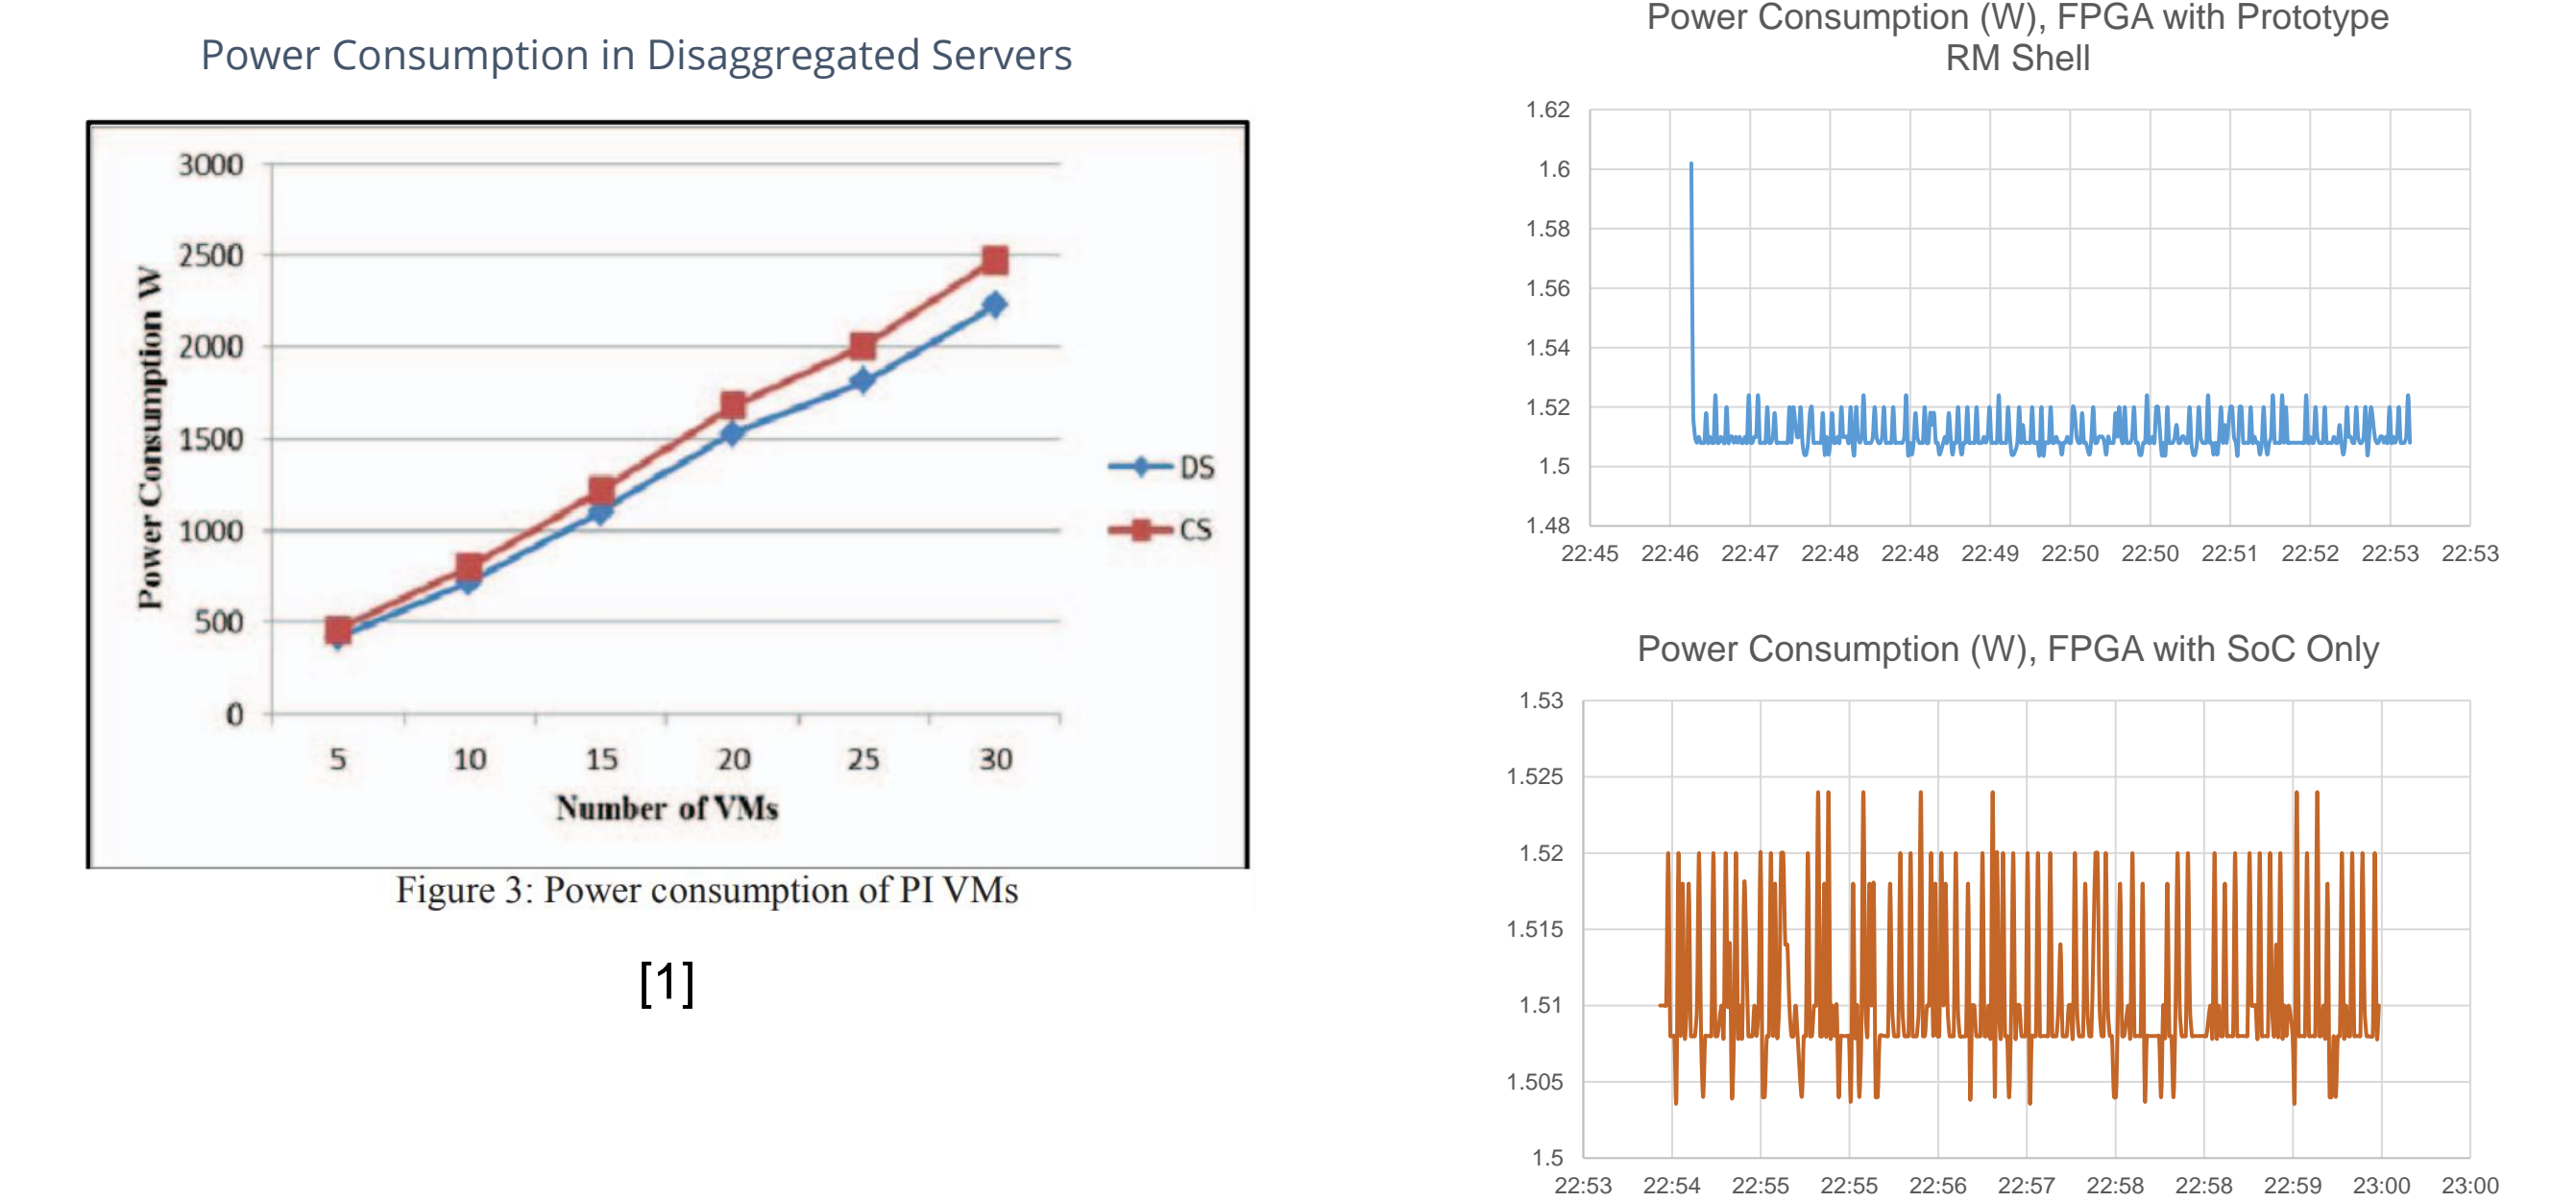 Power Consumption in Disaggregated Servers
3000
2500
2000
1500
1000
500
0
Power Consumption W
5 10 15 20 25 30
Number of VMs
DS
CS
Figure 3: Power consumption of PI VMs
[1]
Power Consumption (W), FPGA with Prototype
RM Shell
1.62
1.6
1.58
1.56
1.54
1.52
1.5
1.48
22:45 22:46 22:47 22:48 22:48 22:49 22:50 22:50 22:51 22:52 22:53 22:53
Power Consumption (W), FPGA with SoC Only
1.53
1.525
1.52
1.515
1.51
1.505
1.5
22:53 22:54 22:55 22:55 22:56 22:57 22:58 22:58 22:59 23:00 23:00